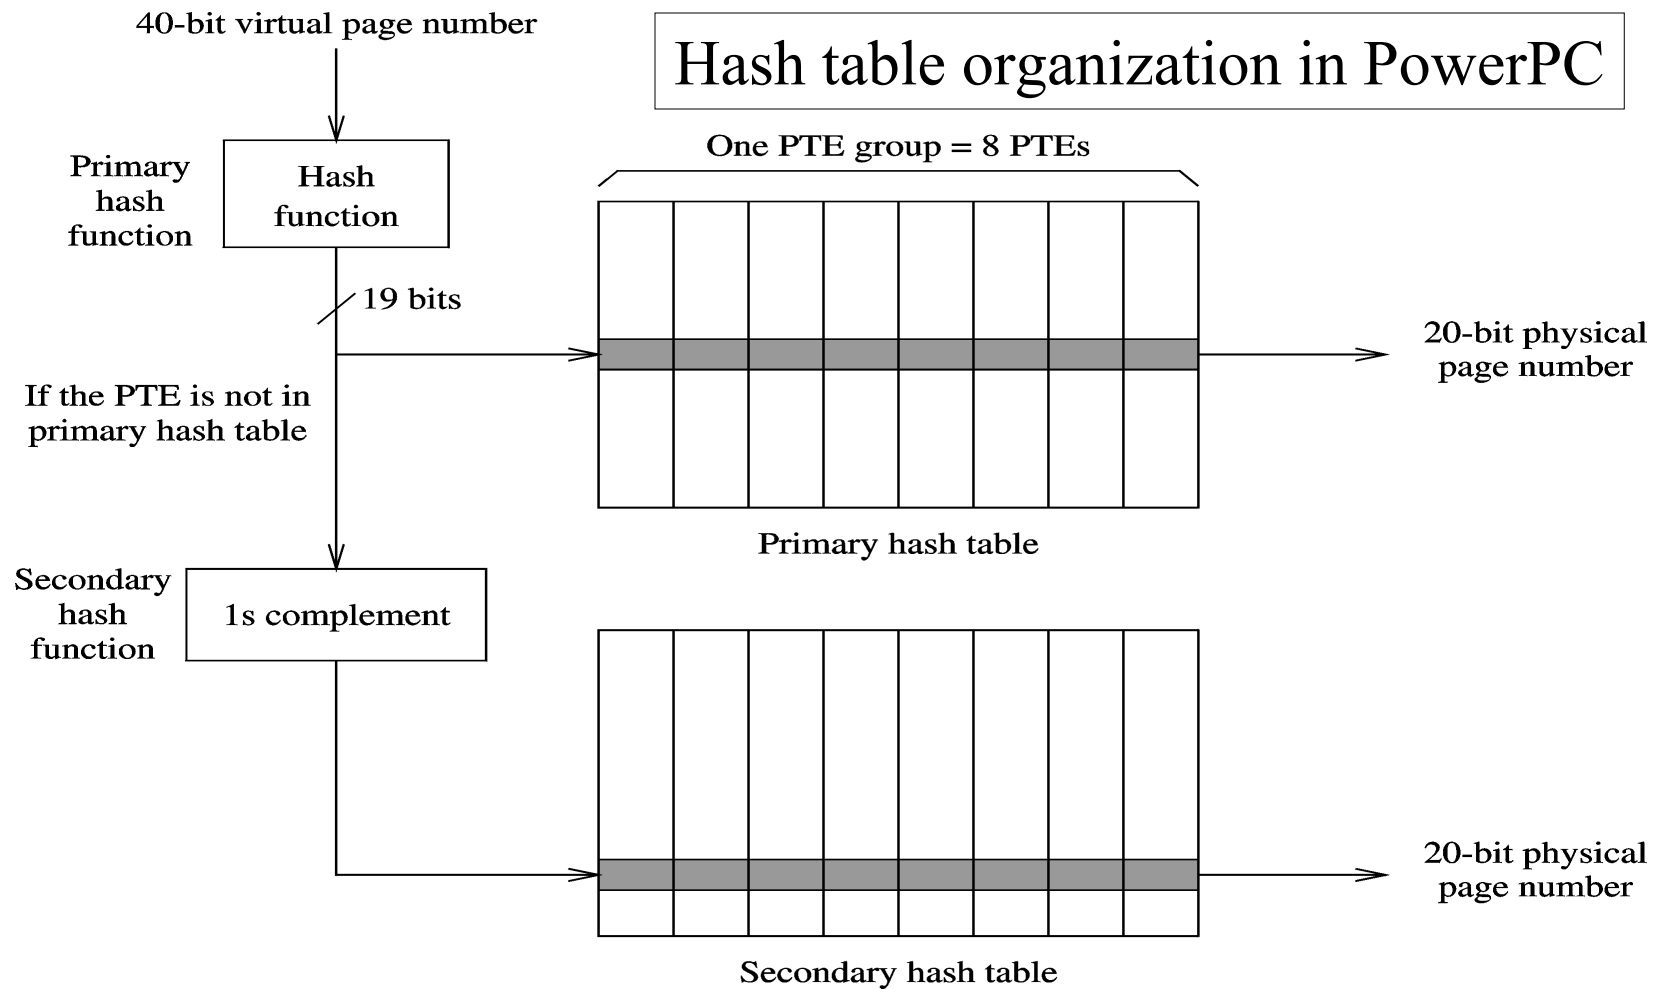 40-bit virtual page number
Hash table organization in PowerPC
One PTE group = 8 PTEs
Primary
hash
function
Hash
function
19 bits
20-bit physical
page number
If the PTE is not in
primary hash table
Primary hash table
Secondary
hash
function
1s complement
20-bit physical
page number
Secondary hash table